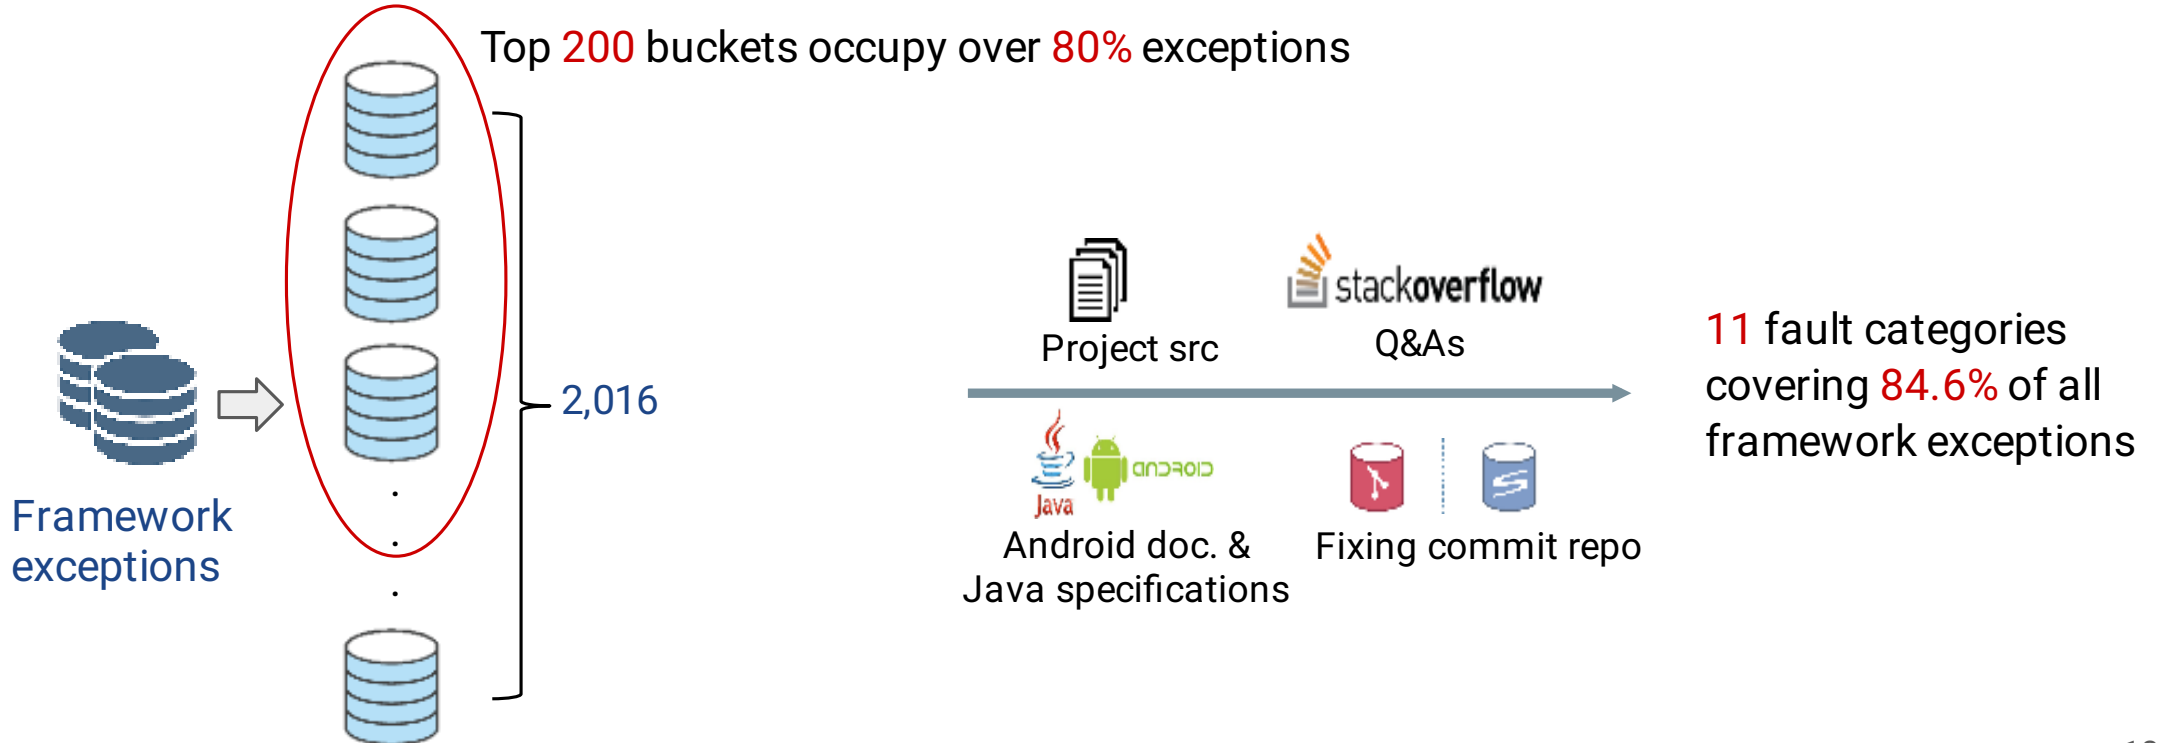 Top 200 buckets occupy over 80% exceptions
2,016
Framework
exceptions
stackoverflow
Project src
Q&As
Java
ANDROID
Android doc. &
Java specifications
Fixing commit repo
11 fault categories
covering 84.6% of all
framework exceptions